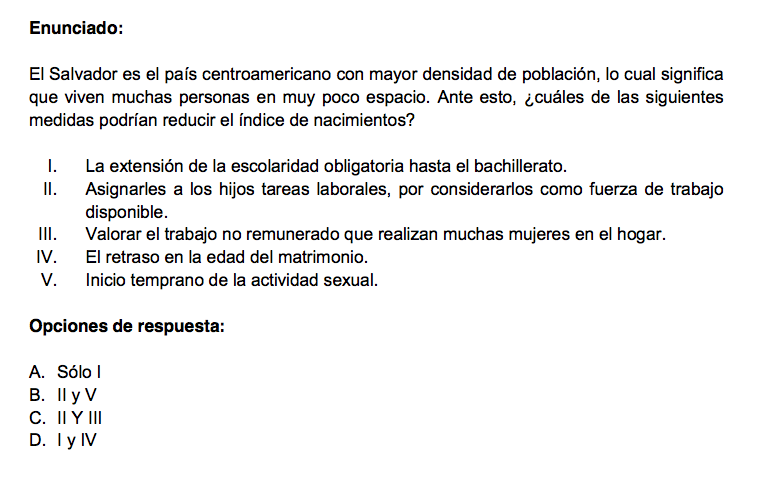 Enunciado:
El Salvador es el país centroamericano con mayor densidad de población, lo cual significa
que viven muchas personas en muy poco espacio. Ante esto, ¿cuáles de las siguientes
medidas podrían reducir el índice de nacimientos?
I. La extensión de la escolaridad obligatoria hasta el bachillerato.
II. Asignarles a los hijos tareas laborales, por considerarlos como fuerza de trabajo
disponible.
III. Valorar el trabajo no remunerado que realizan muchas mujeres en el hogar.
IV. El retraso en la edad del matrimonio.
V. Inicio temprano de la actividad sexual.
Opciones de respuesta:
A. Sólo I
B. II y V
C. II Y III
D. I y IV